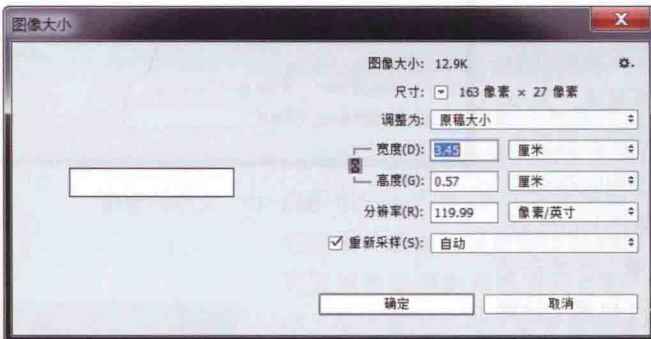 图像大小
图像大小: 12.9K
尺寸: 163 像素 × 27 像素
调整为: 原稿大小
宽度(D): 3.45 厘米
高度(G): 0.57 厘米
分辨率(R): 119.99 像素/英寸
重新采样(S): 自动
确定 取消